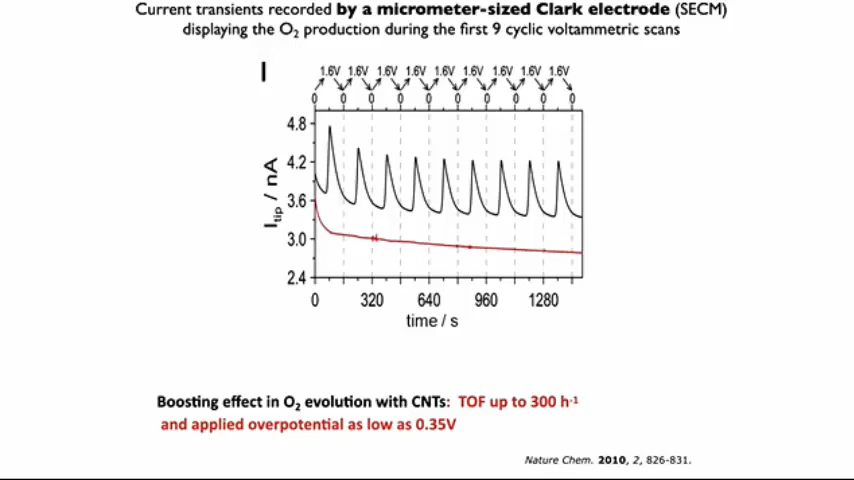 Current transients recorded by a micrometer-sized Clark electrode (SECM)
displaying the O₂ production during the first 9 cyclic voltammetric scans
I
1.6V 1.6V 1.6V 1.6V 1.6V 1.6V 1.6V 1.6V 1.6V
0 0 0 0 0 0 0 0 0 0
4.8
4.2
3.6
3.0
2.4
I tip / nA
0 320 640 960 1280
time / s
Boosting effect in O₂ evolution with CNTs: TOF up to 300 h⁻¹
and applied overpotential as low as 0.35V
Nature Chem. 2010, 2, 826-831.